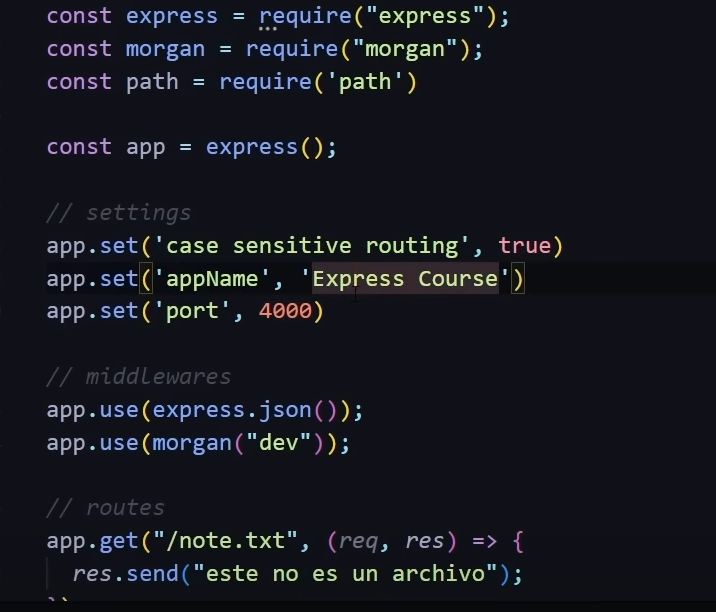 const express = require("express");
const morgan = require("morgan");
const path = require('path')
const app = express();
// settings
app.set('case sensitive routing', true)
app.set('appName', 'Express Course')
app.set('port', 4000)
// middlewares
app.use(express.json());
app.use(morgan("dev"));
// routes
app.get("/note.txt", (req, res) => {
res.send("este no es un archivo");